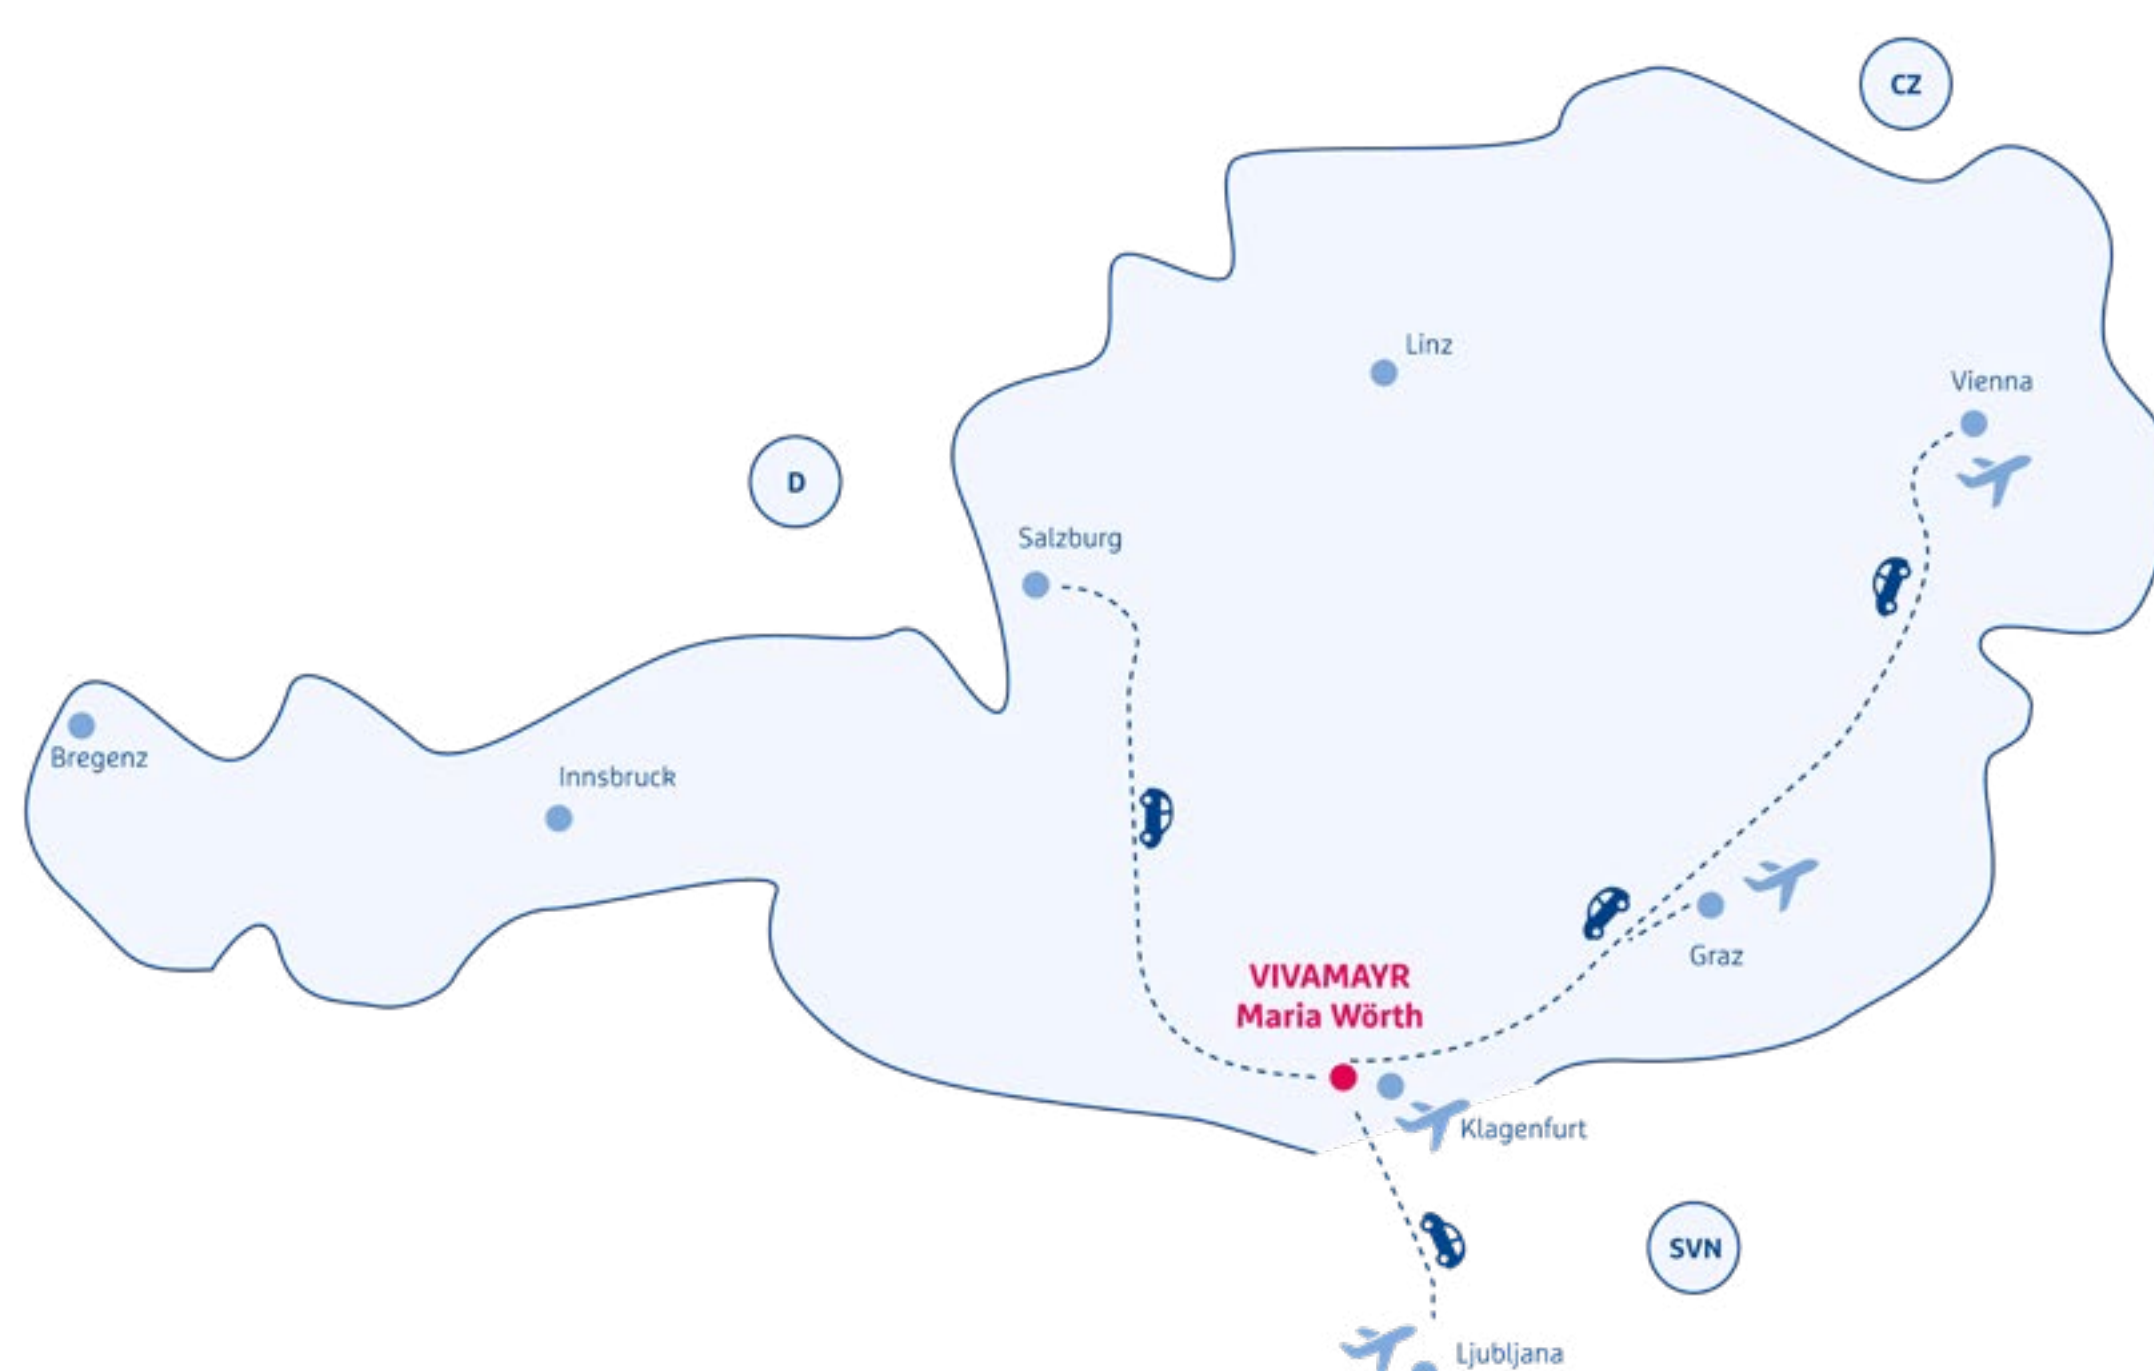 CZ
Linz
Vienna
D
Salzburg
Bregenz
Innsbruck
Graz
VIVAMAYR
Maria Wörth
Klagenfurt
SVN
Ljubljana